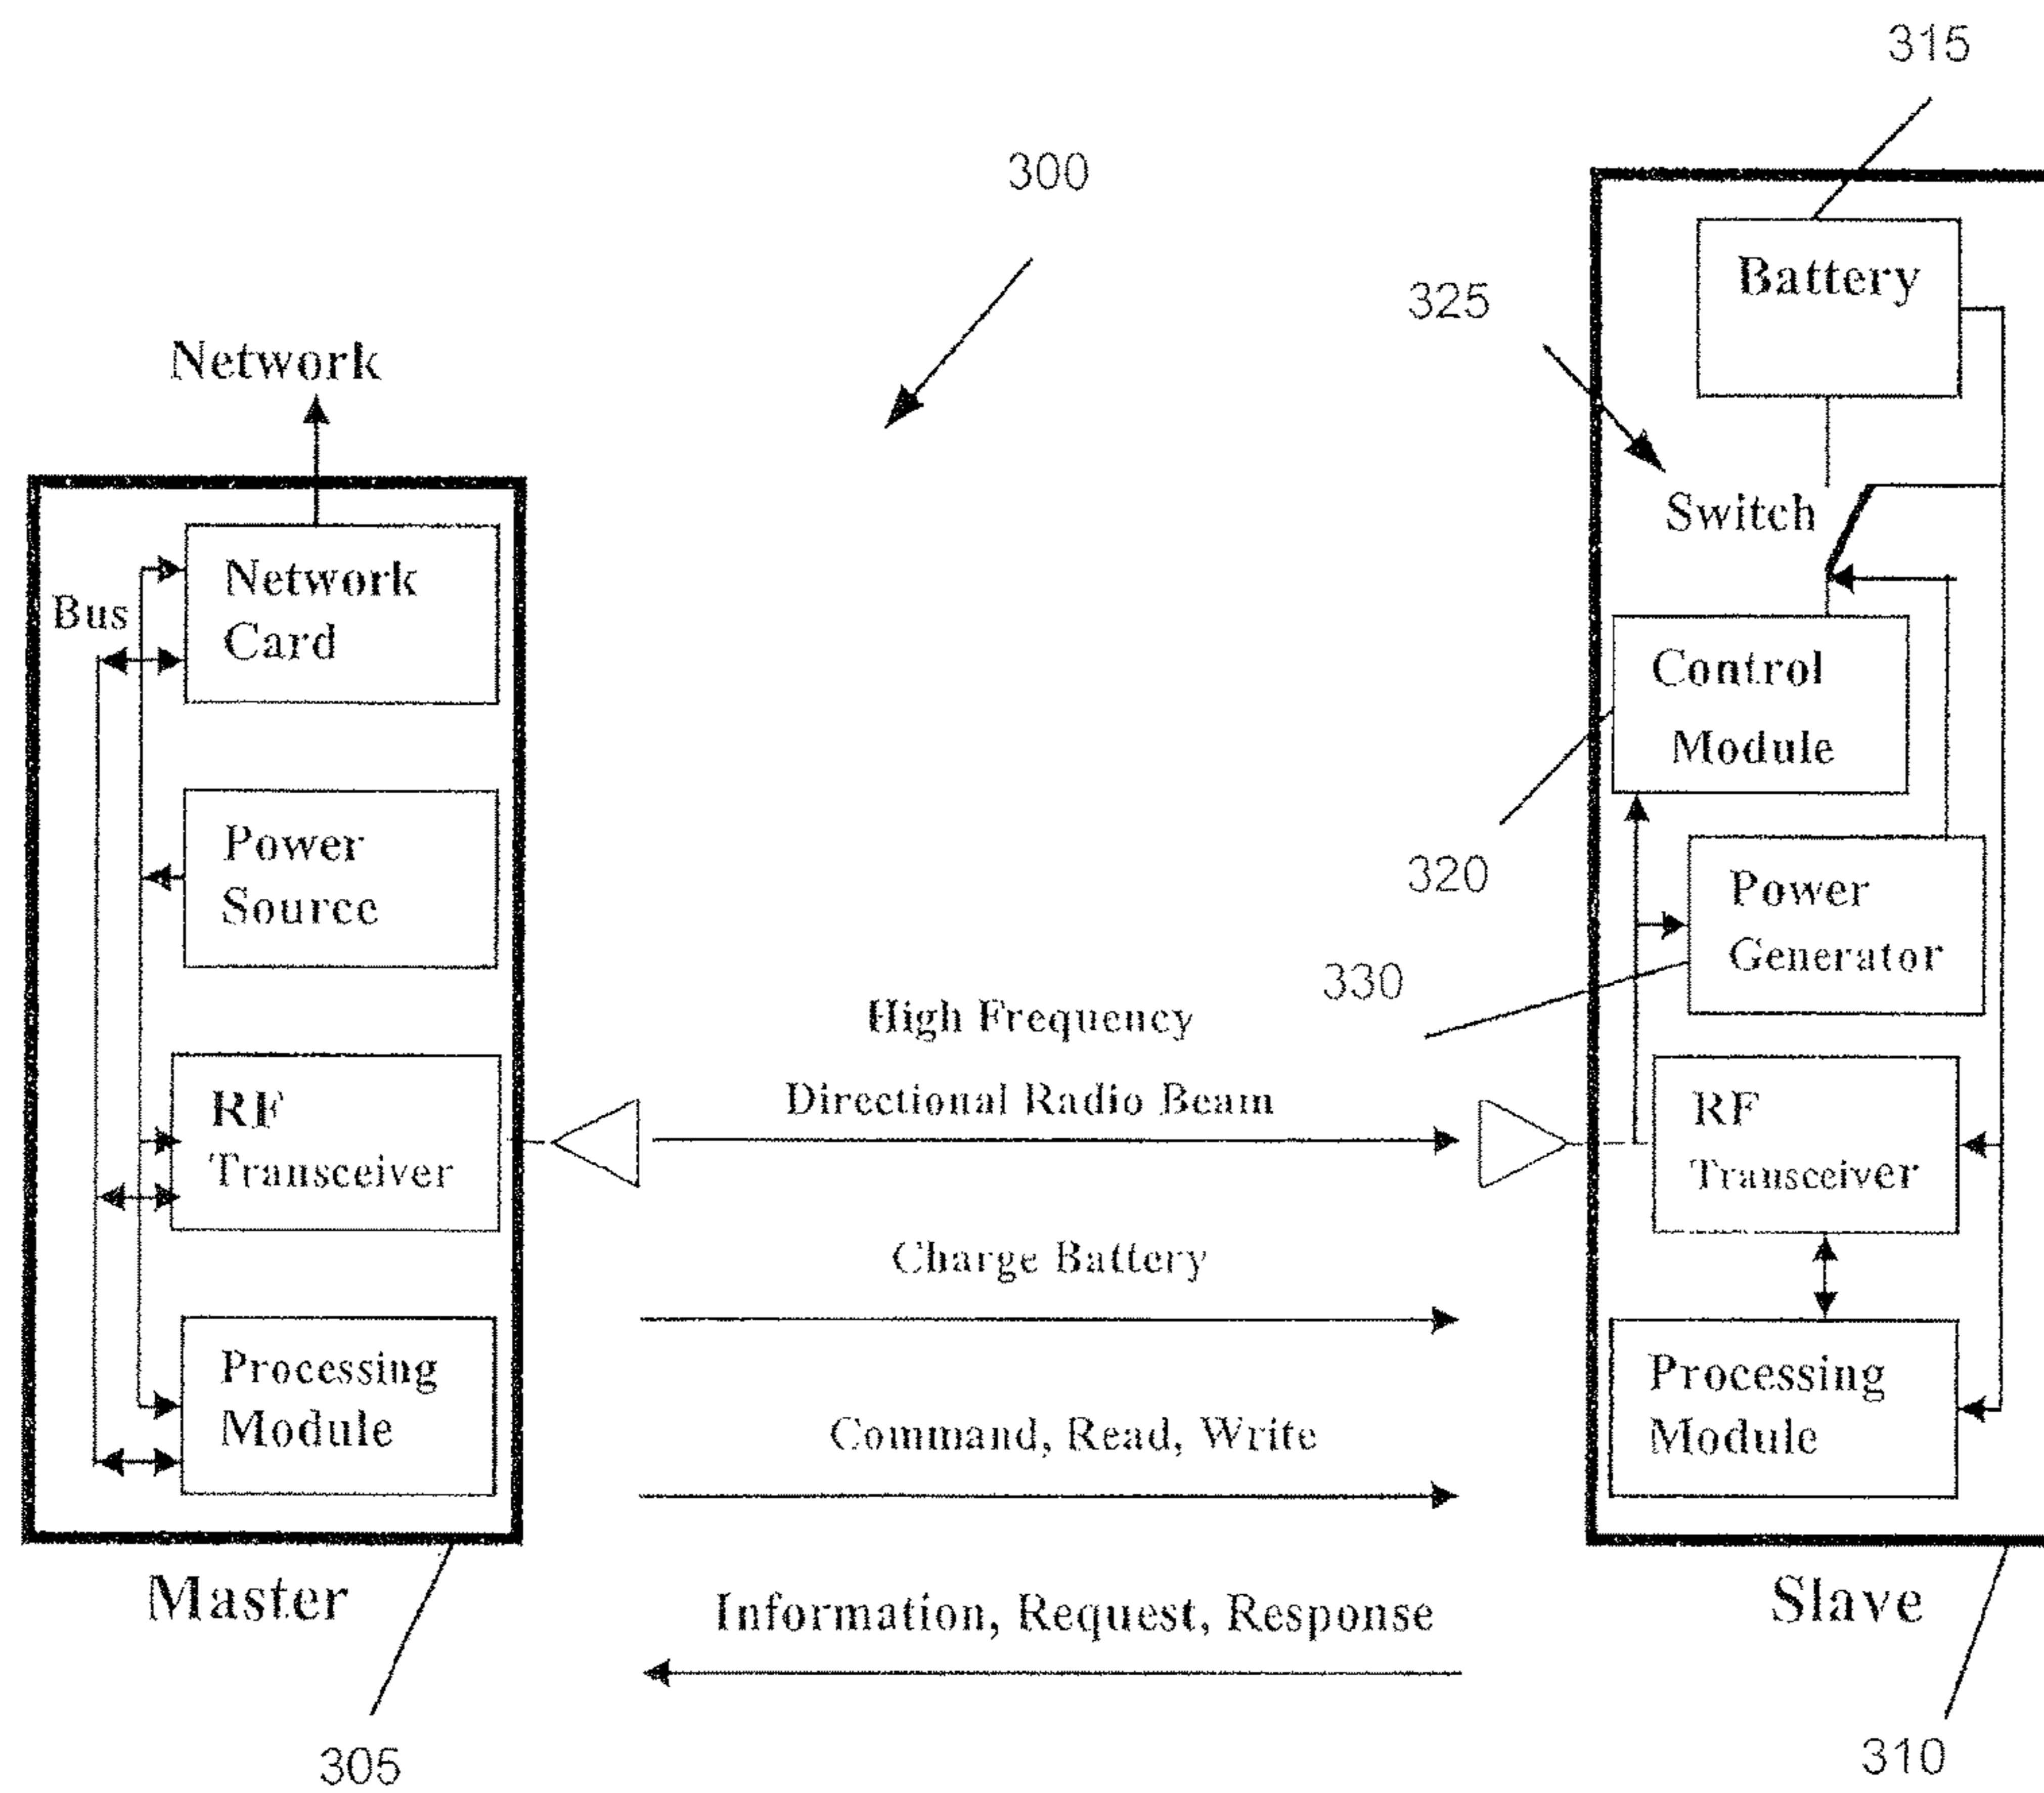 315
300
Battery
325
Network
Switch
Bus
Network
Card
Control
Module
Power
Source
320
Power
Generator
330
High Frequency
Directional Radio Beam
RF
Transceiver
RF
Transceiver
Charge Battery
Processing
Module
Processing
Module
Command, Read, Write
Master
Slave
Information, Request, Response
305
310